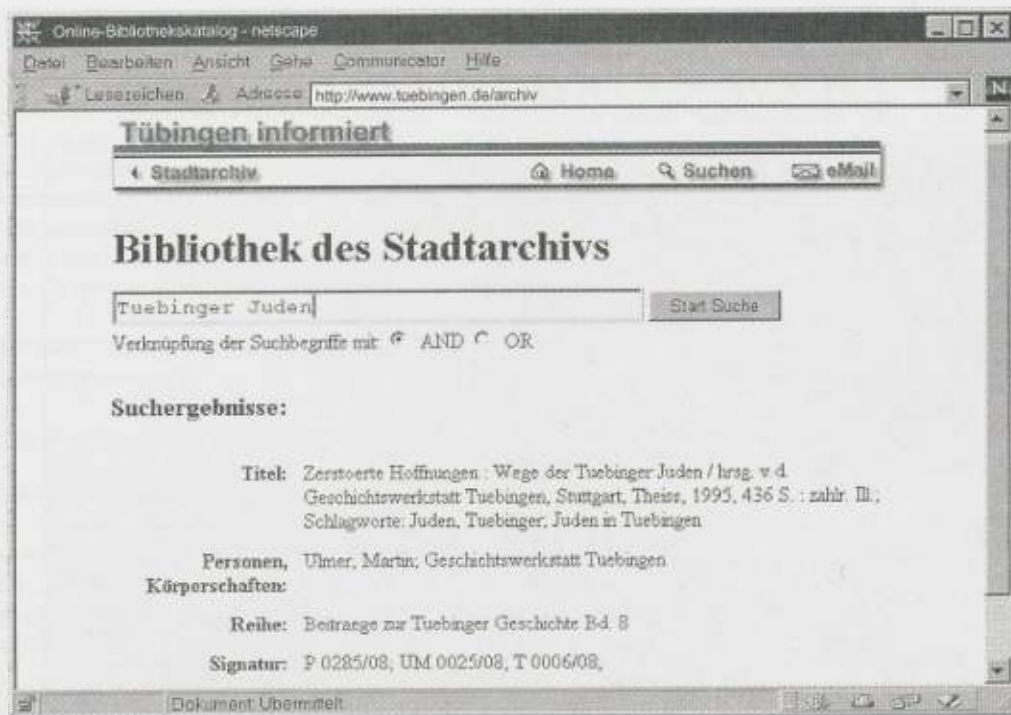 Online-Bibliothekskatalog - netscape
Datei Bearbeiten Ansicht Gehe Communicator Hilfe
Lesezeichen Adresse http://www.tuebingen.de/archiv N
Tübingen informiert
Stadtarchiv Home Suchen eMail
Bibliothek des Stadtarchivs
Tuebinger Juden Start Suche
Verknüpfung der Suchbegriffe mit AND OR
Suchergebnisse:
Titel: Zerstoerte Hoffnungen : Wege der Tuebinger Juden / hrsg. v d.
Geschichtswerkstatt Tuebingen, Stuttgart, Theiss, 1995, 436 S. : zahlr. Ill.;
Schlagworte: Juden, Tuebinger; Juden in Tuebingen
Personen, Ulmer, Martin; Geschichtswerkstatt Tuebingen
Körperschaften:
Reihe: Beitraege zur Tuebinger Geschichte Bd. 8
Signatur: P 0285/08, UM 0025/08, T 0006/08,
Dokument: Übermittelt